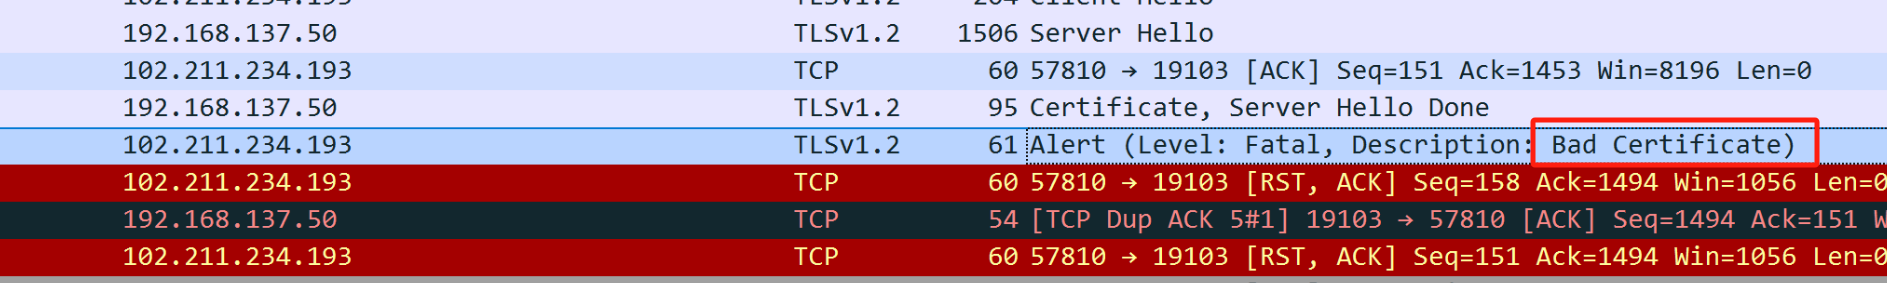 102.211.234.193 TLSv1.2 264 Client Hello
192.168.137.50 TLSv1.2 1506 Server Hello
102.211.234.193 TCP 60 57810 → 19103 [ACK] Seq=151 Ack=1453 Win=8196 Len=0
192.168.137.50 TLSv1.2 95 Certificate, Server Hello Done
102.211.234.193 TLSv1.2 61 Alert (Level: Fatal, Description: Bad Certificate)
102.211.234.193 TCP 60 57810 → 19103 [RST, ACK] Seq=158 Ack=1494 Win=1056 Len=0
192.168.137.50 TCP 54 [TCP Dup ACK 5#1] 19103 → 57810 [ACK] Seq=1494 Ack=151 W
102.211.234.193 TCP 60 57810 → 19103 [RST, ACK] Seq=151 Ack=1494 Win=1056 Len=0